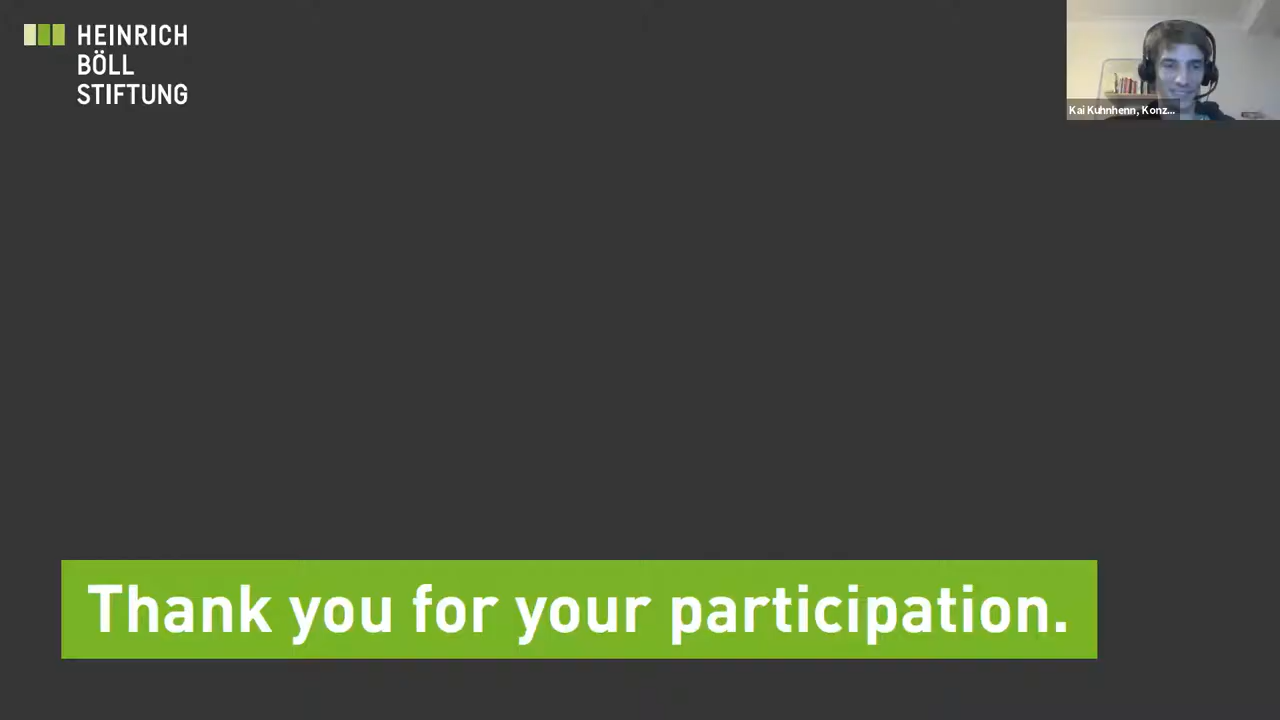 HEINRICH
BÖLL
STIFTUNG
Kai Kuhnhenn, Konz...
Thank you for your participation.